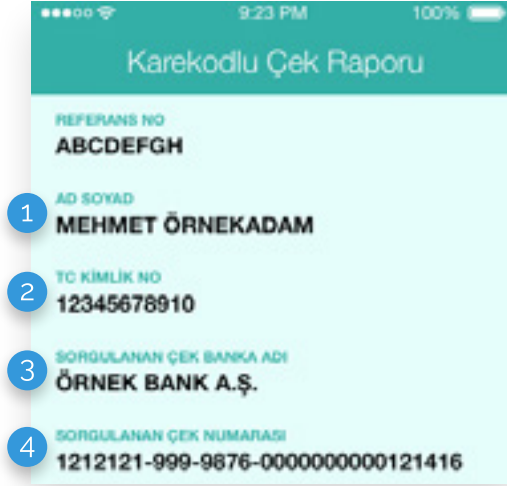 9:23 PM 100%
Karekodlu Çek Raporu
REFERANS NO
ABCDEFGH
1 AD SOYAD
MEHMET ÖRNEKADAM
2 TC KİMLİK NO
12345678910
3 SORGULANAN ÇEK BANKA ADI
ÖRNEK BANK A.Ş.
4 SORGULANAN ÇEK NUMARASI
1212121-999-9876-0000000000121416